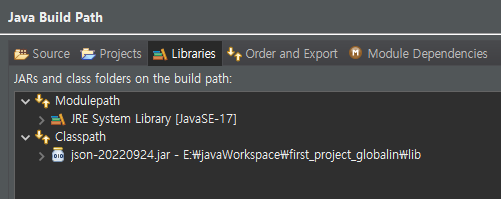 Java Build Path
Source Projects Libraries Order and Export Module Dependencies
JARs and class folders on the build path:
Modulepath
JRE System Library [JavaSE-17]
Classpath
json-20220924.jar - E:₩javaWorkspace₩first_project_globalin₩lib